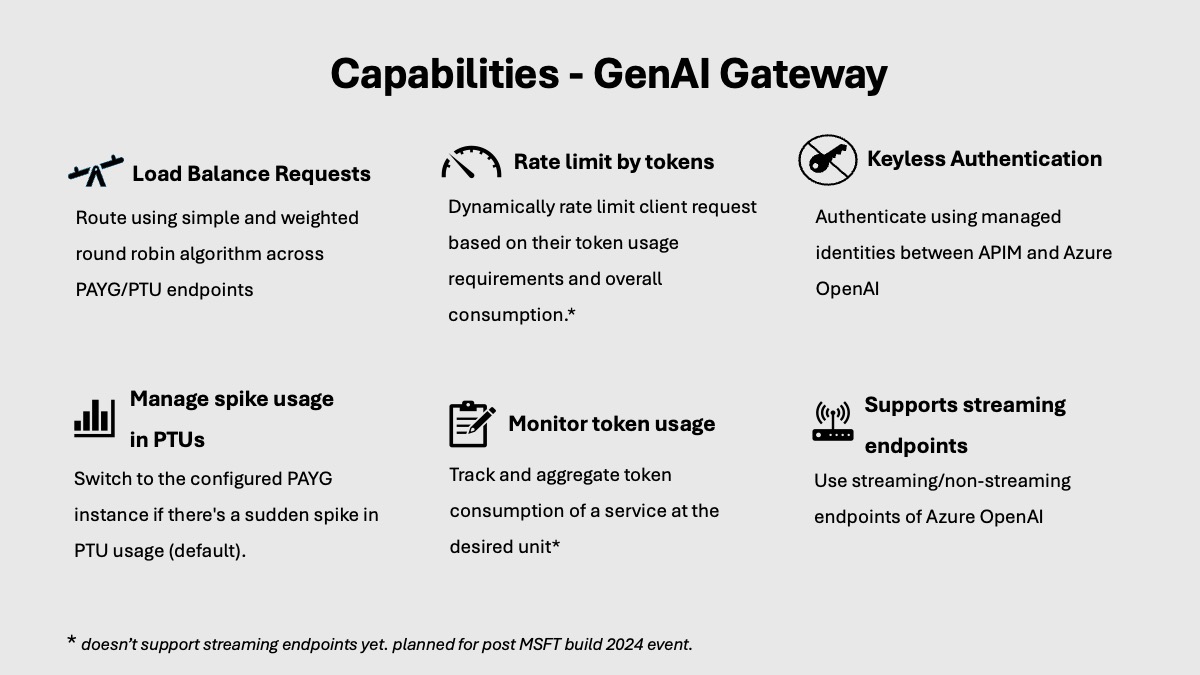 Capabilities - GenAI Gateway
Load Balance Requests
Route using simple and weighted
round robin algorithm across
PAYG/PTU endpoints
Rate limit by tokens
Dynamically rate limit client request
based on their token usage
requirements and overall
consumption.*
Keyless Authentication
Authenticate using managed
identities between APIM and Azure
OpenAI
Manage spike usage
in PTUs
Switch to the configured PAYG
instance if there's a sudden spike in
PTU usage (default).
Monitor token usage
Track and aggregate token
consumption of a service at the
desired unit*
Supports streaming
endpoints
Use streaming/non-streaming
endpoints of Azure OpenAI
* doesn’t support streaming endpoints yet. planned for post MSFT build 2024 event.